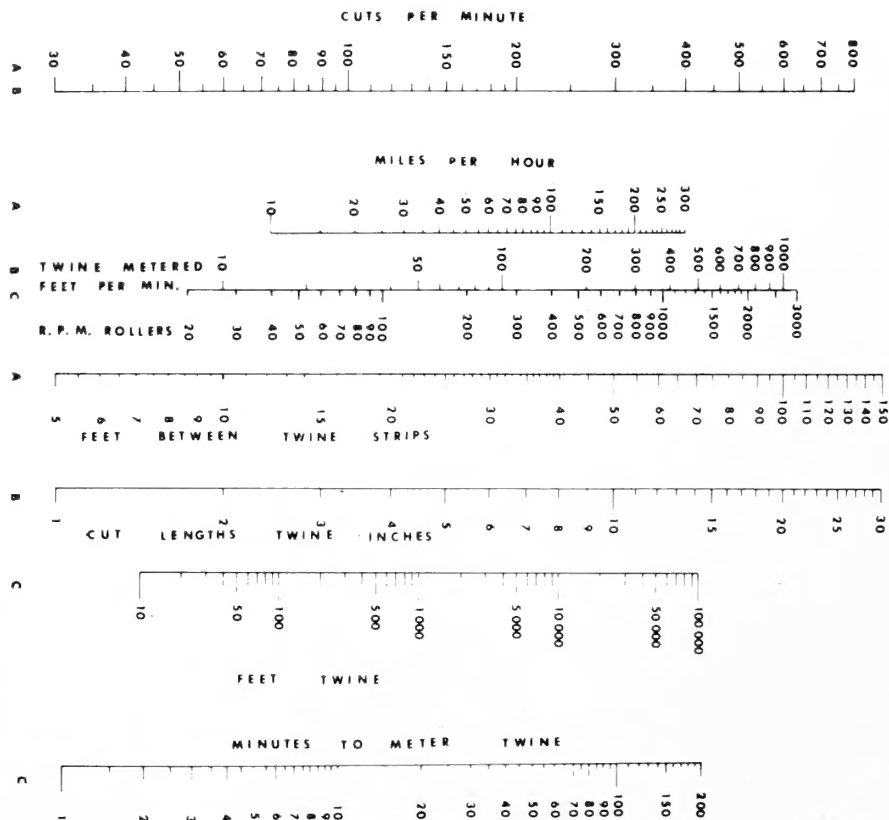 CUTS PER MINUTE
30 40 50 60 70 80 90 100 150 200 300 400 500 600 700 800
A B
MILES PER HOUR
10 20 30 40 50 60 70 80 90 100 150 200 250 300
A
10 50 100 200 300 400 500 600 700 800 900 1000
B C
TWINE METERED
FEET PER MIN.
R.P.M. ROLLERS
20 30 40 50 60 70 80 90 100 200 300 400 500 600 700 800 900 1000 1500 2000 3000
A
5 6 7 8 9 10 15 20 30 40 50 60 70 80 90 100 110 120 130 140 150
FEET BETWEEN TWINE STRIPS
B
1 2 3 4 5 6 7 8 9 10 15 20 25 30
CUT LENGTHS TWINE INCHES
C
10 50 100 500 1000 5000 10000 50000 100000
FEET TWINE
MINUTES TO METER TWINE
C
1 2 3 4 5 6 7 8 9 10 20 30 40 50 60 70 80 90 100 150 200